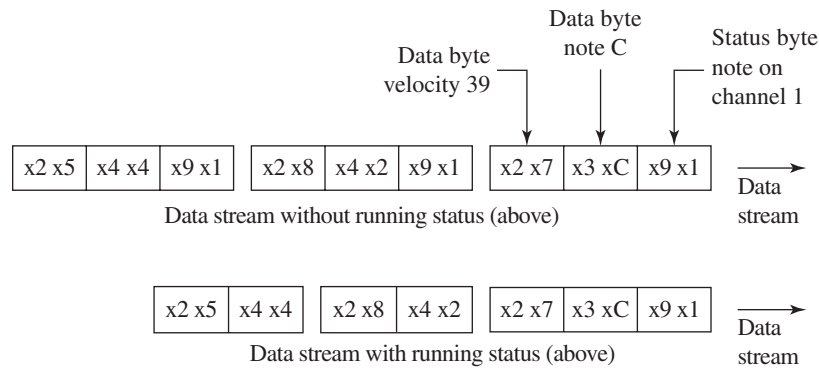 Data byte
note C
Data byte
velocity 39
Status byte
note on
channel 1
x2 x5 x4 x4 x9 x1 x2 x8 x4 x2 x9 x1 x2 x7 x3 xC x9 x1
Data
stream
Data stream without running status (above)
x2 x5 x4 x4 x2 x8 x4 x2 x2 x7 x3 xC x9 x1
Data
stream
Data stream with running status (above)